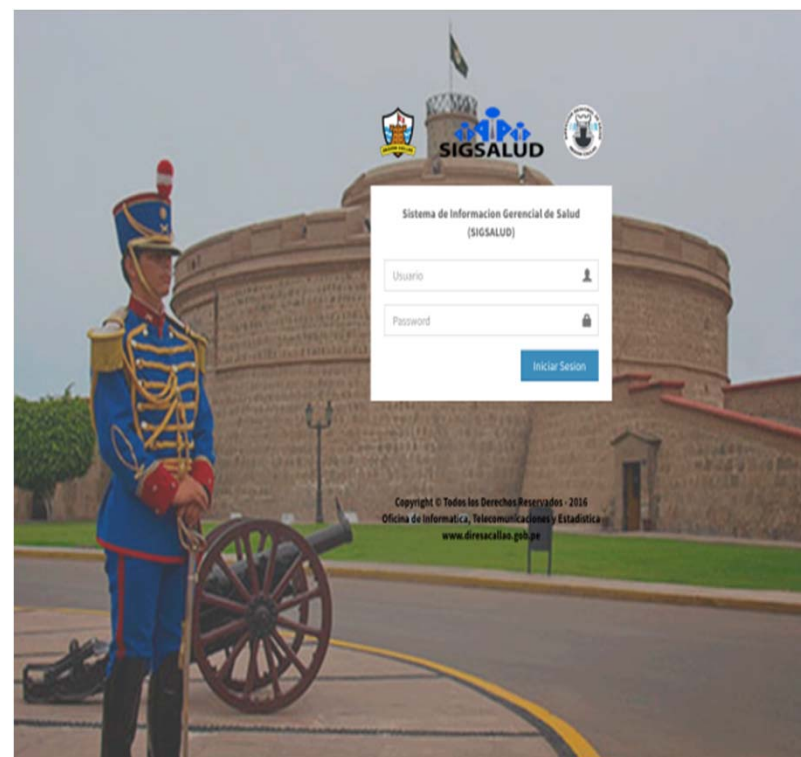 SIGSALUD
Sistema de Informacion Gerencial de Salud
(SIGSALUD)
Usuario
Password
Iniciar Sesion
Copyright © Todos los Derechos Reservados - 2016
Oficina de Informatica, Telecomunicaciones y Estadistica
www.diresacallao.gob.pe